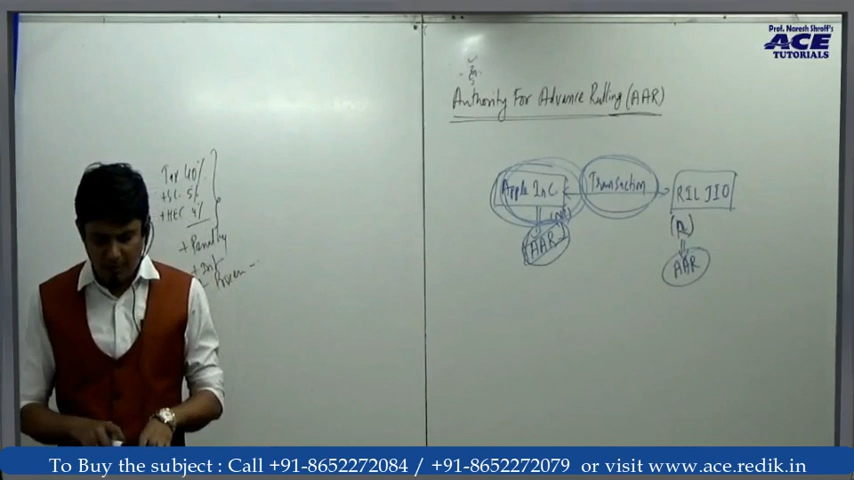 Prof. Naresh Shroff's
ACE
TUTORIALS
Authority For Advance Rulling (AAR)
Tax 40%
+SC. 5%
+HEC 4%
+ Penalty
+ Int
Apple InC
Transaction
RIL JIO
(NR)
AAR
(R)
AAR
To Buy the subject : Call +91-8652272084 / +91-8652272079 or visit www.ace.redik.in